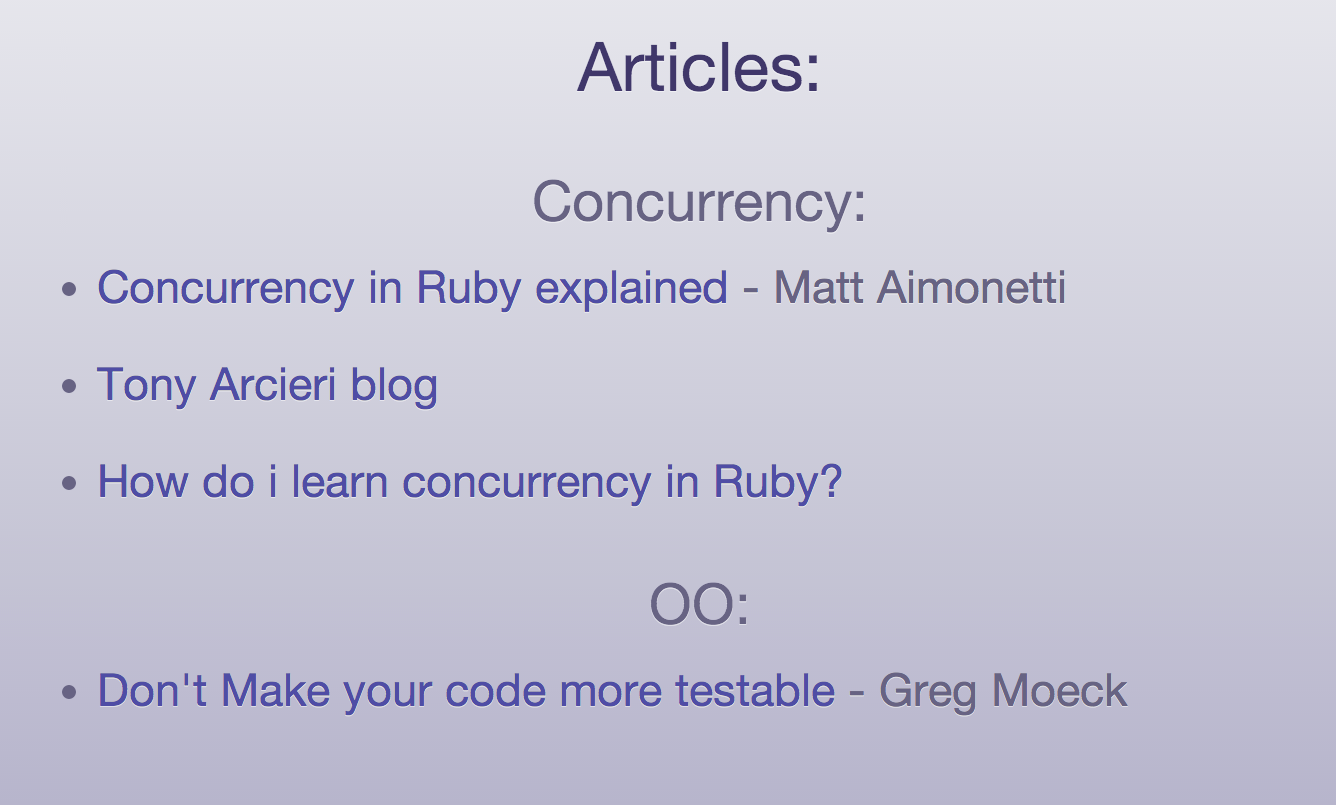 Articles:
Concurrency:
• Concurrency in Ruby explained - Matt Aimonetti
• Tony Arcieri blog
• How do i learn concurrency in Ruby?
OO:
• Don't Make your code more testable - Greg Moeck